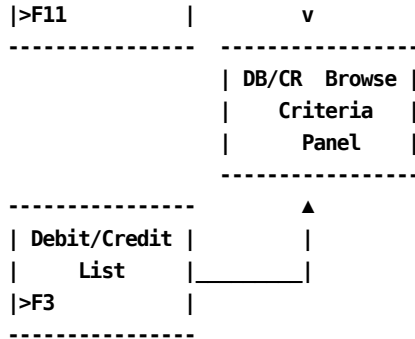 |>F11 | v
--------------- ----------------
| DB/CR Browse |
| Criteria |
| Panel |
----------------
--------------- ▲
| Debit/Credit | |
| List |_________|
|>F3 |
---------------